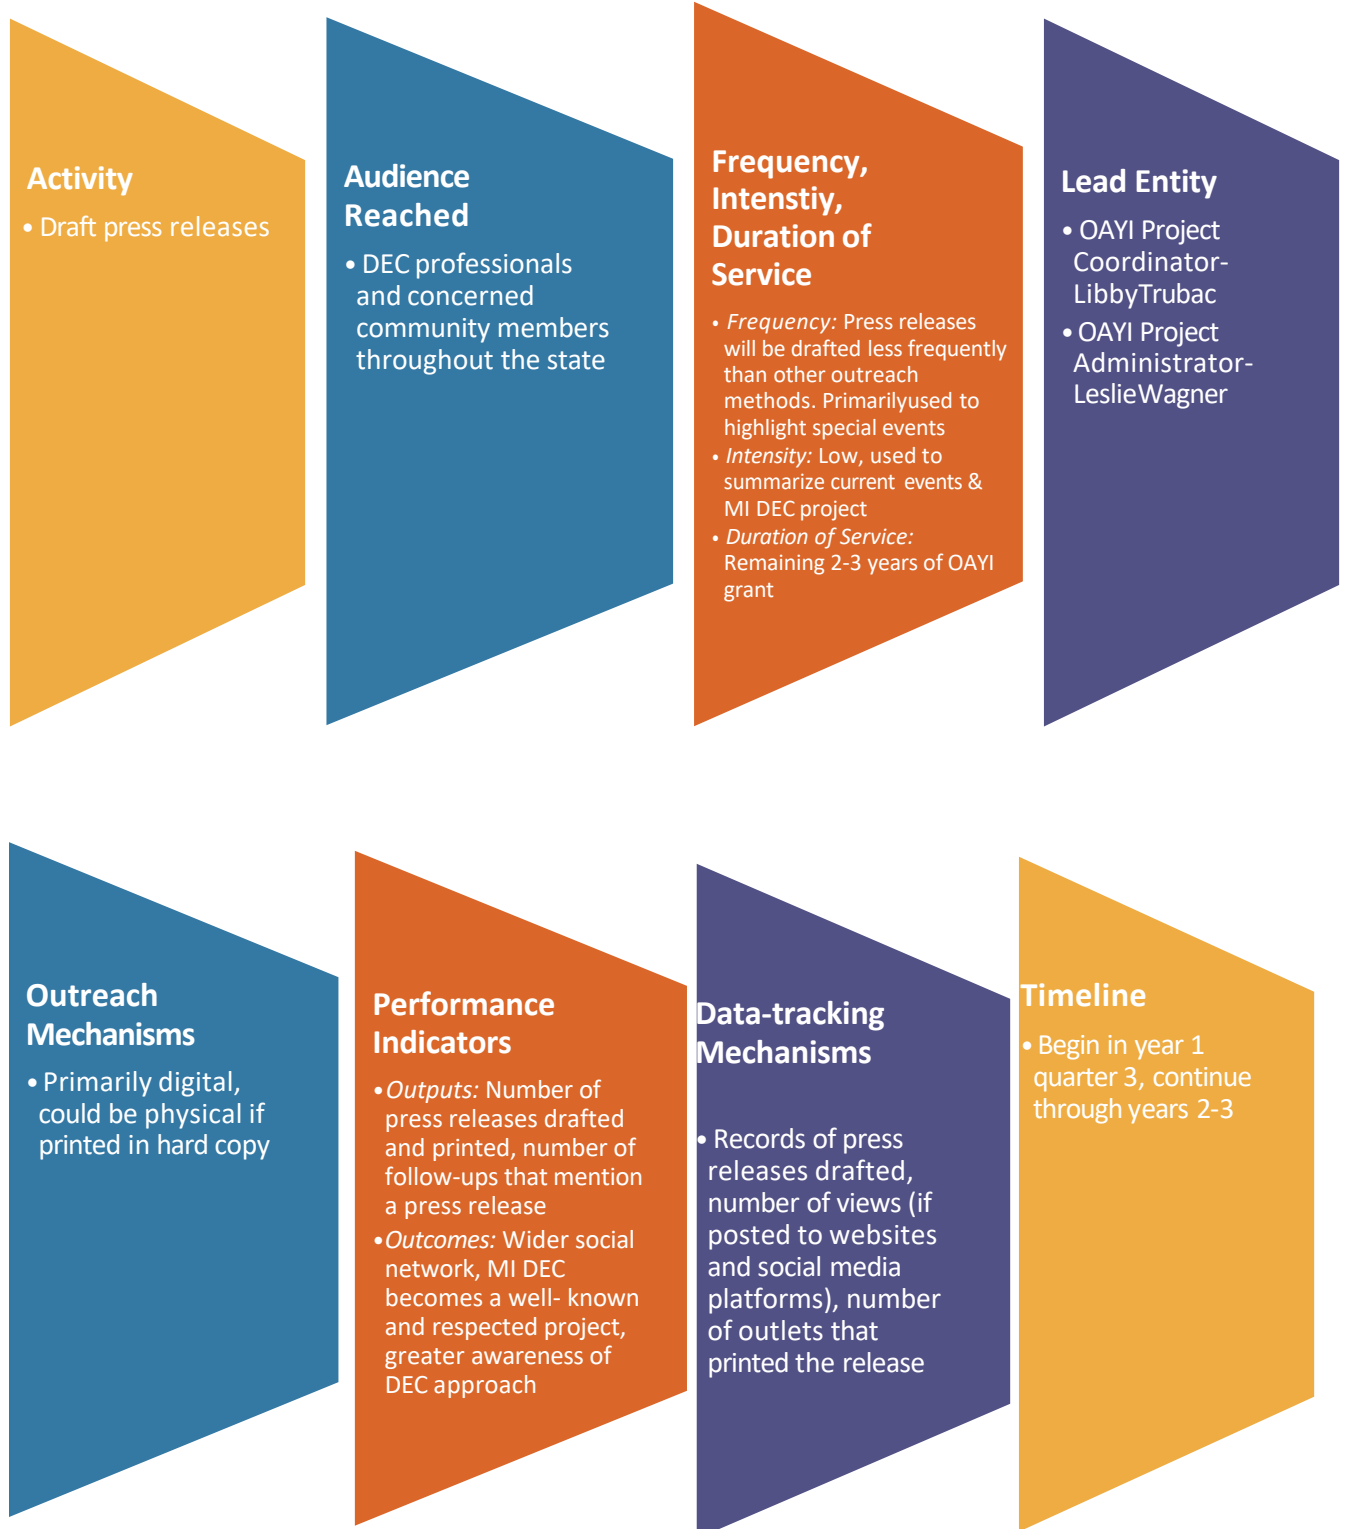 Activity
• Draft press releases
Audience
Reached
• DEC professionals
and concerned
community members
throughout the state
Frequency,
Intenstiy,
Duration of
Service
• Frequency: Press releases
will be drafted less frequently
than other outreach
methods. Primarilyused to
highlight special events
• Intensity: Low, used to
summarize current events &
MI DEC project
• Duration of Service:
Remaining 2-3 years of OAYI
grant
Lead Entity
• OAYI Project
Coordinator-
LibbyTrubac
• OAYI Project
Administrator-
LeslieWagner
Outreach
Mechanisms
• Primarily digital,
could be physical if
printed in hard copy
Performance
Indicators
• Outputs: Number of
press releases drafted
and printed, number of
follow-ups that mention
a press release
• Outcomes: Wider social
network, MI DEC
becomes a well- known
and respected project,
greater awareness of
DEC approach
Data-tracking
Mechanisms
• Records of press
releases drafted,
number of views (if
posted to websites
and social media
platforms), number
of outlets that
printed the release
Timeline
• Begin in year 1
quarter 3, continue
through years 2-3